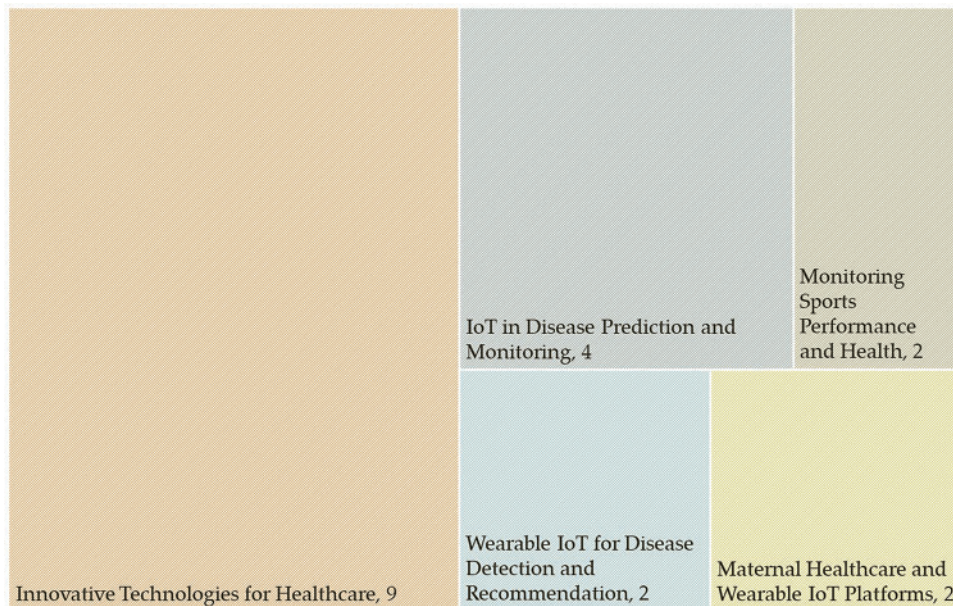 Innovative Technologies for Healthcare, 9
IoT in Disease Prediction and
Monitoring, 4
Monitoring
Sports
Performance
and Health, 2
Wearable IoT for Disease
Detection and
Recommendation, 2
Maternal Healthcare and
Wearable IoT Platforms, 2